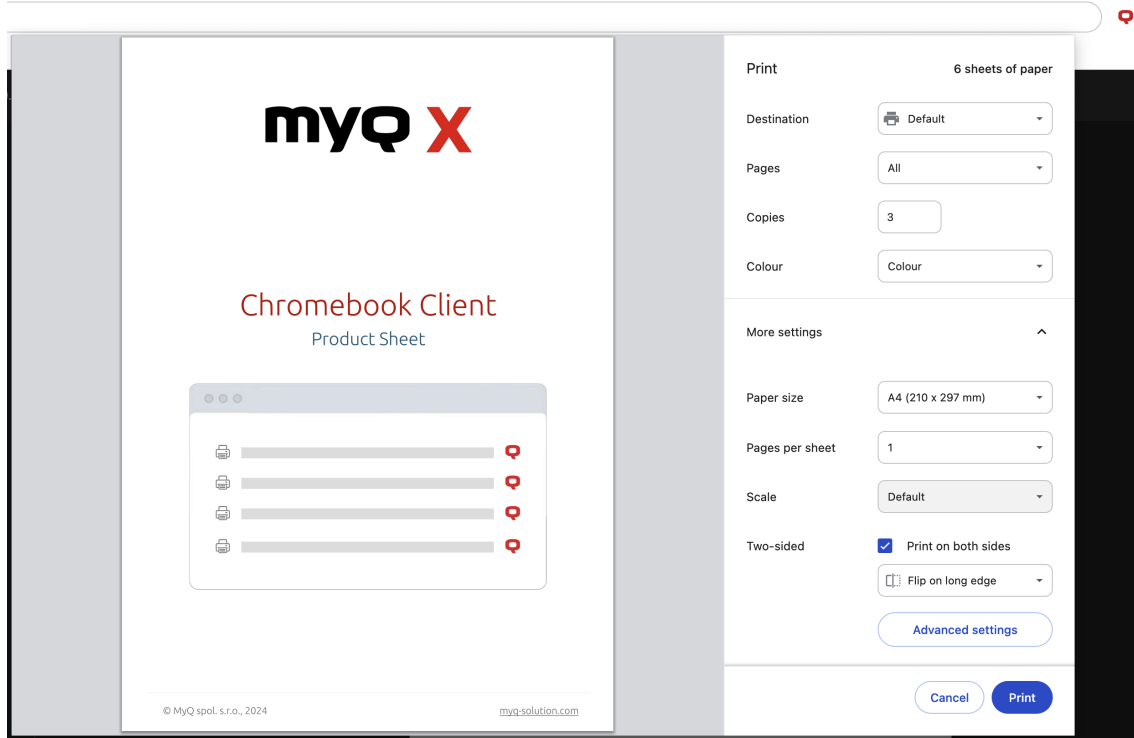 myQ X
Chromebook Client
Product Sheet
© MyQ spol. s.r.o., 2024
myq-solution.com
Print
6 sheets of paper
Destination
Default
Pages
All
Copies
3
Colour
Colour
More settings
Paper size
A4 (210 x 297 mm)
Pages per sheet
1
Scale
Default
Two-sided
Print on both sides
Flip on long edge
Advanced settings
Cancel
Print